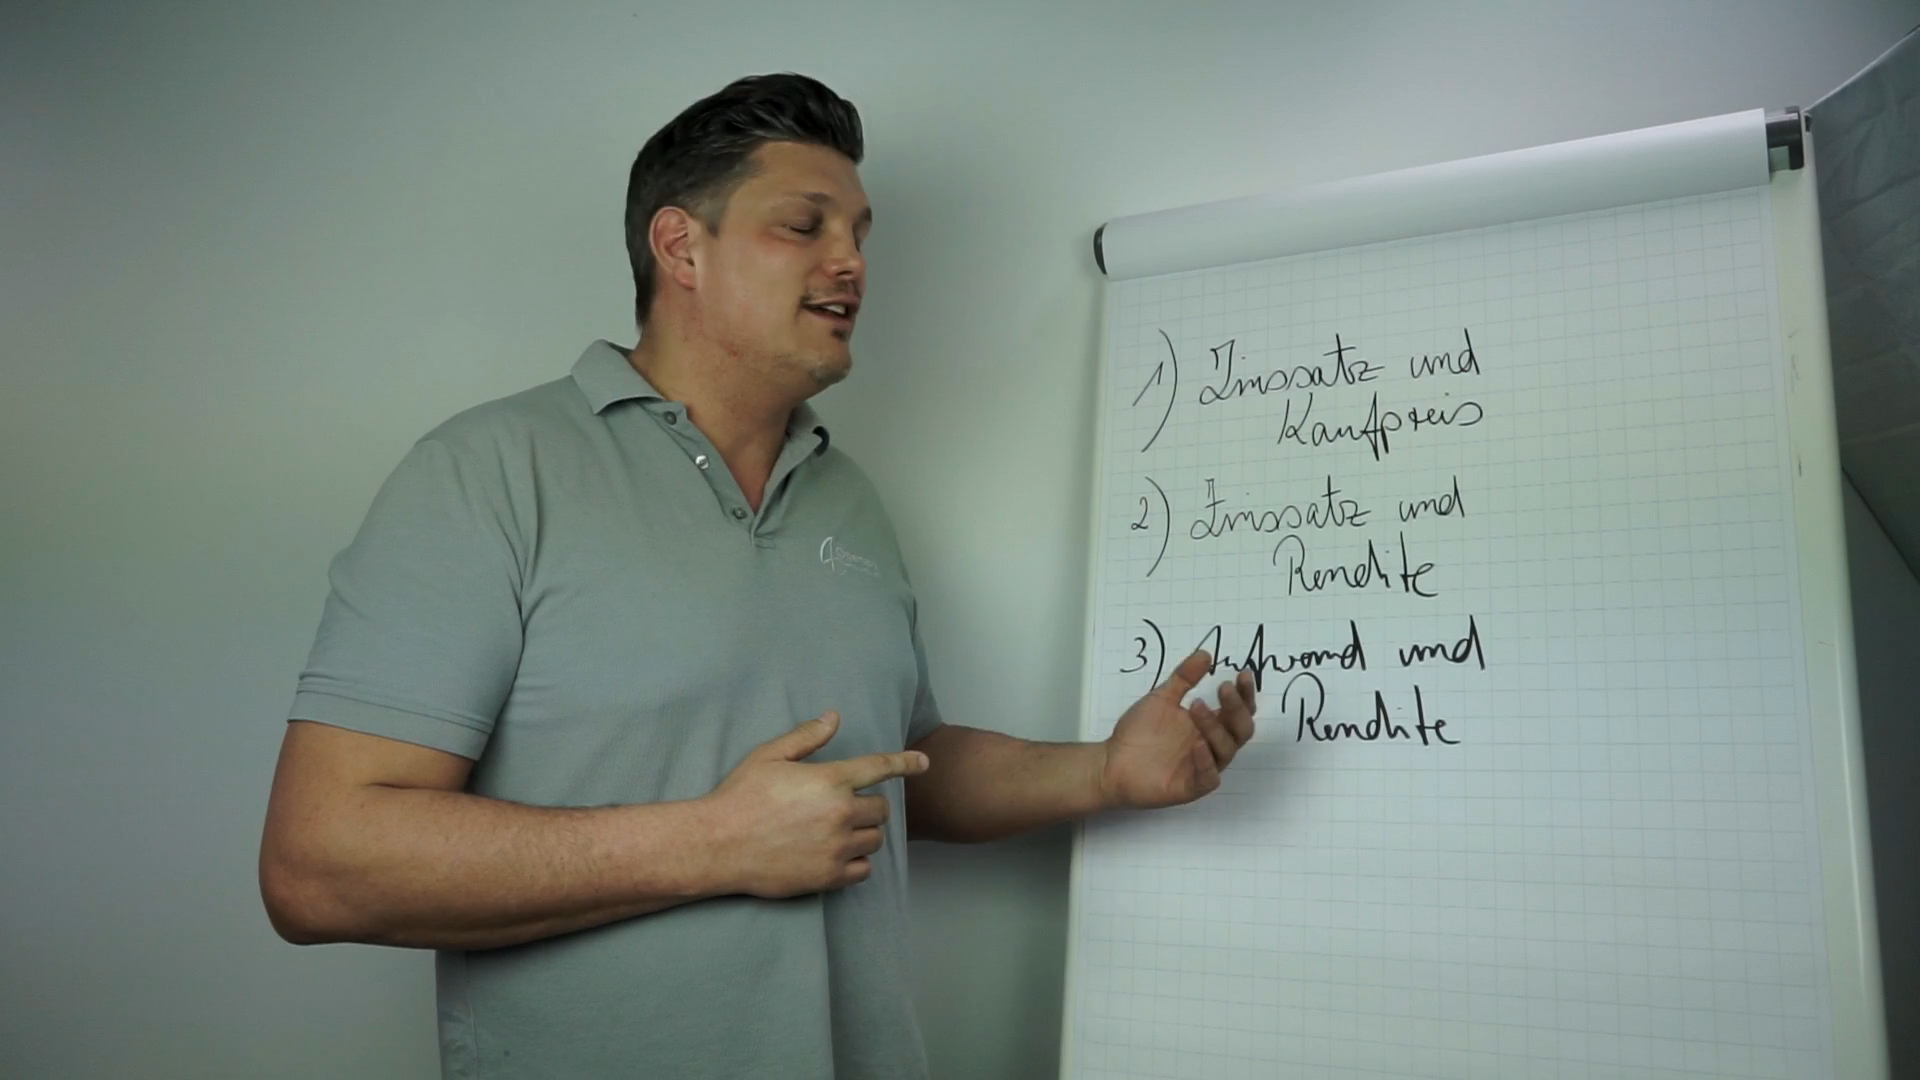 1) Zinssatz und
Kaufpreis
2) Zinssatz und
Rendite
3) Aufwand und
Rendite